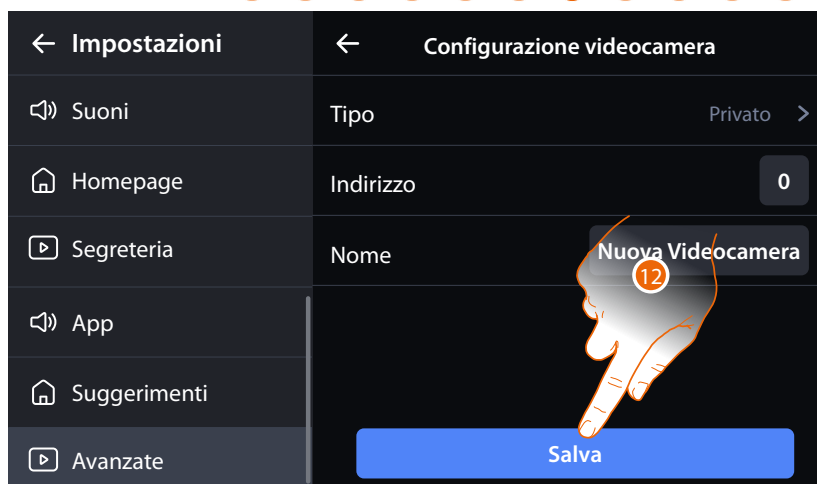 Impostazioni
Configurazione videocamera
Suoni
Tipo
Privato
Homepage
Indirizzo
0
Segreteria
Nome
Nuova Videocamera
12
App
Suggerimenti
Avanzate
Salva